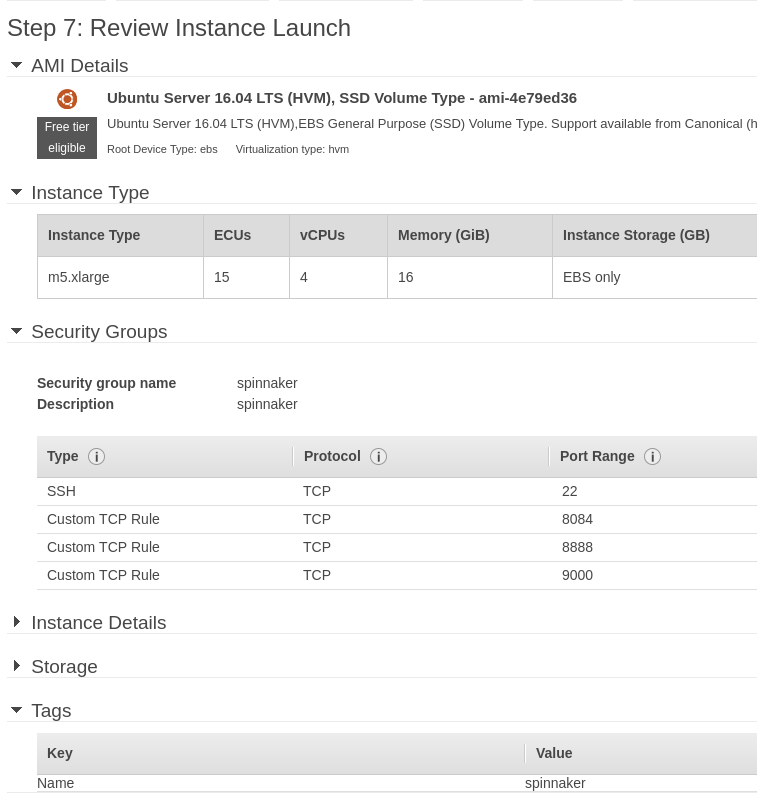 Step 7: Review Instance Launch
AMI Details
Ubuntu Server 16.04 LTS (HVM), SSD Volume Type - ami-4e79ed36
Free tier
eligible
Ubuntu Server 16.04 LTS (HVM),EBS General Purpose (SSD) Volume Type. Support available from Canonical (h
Root Device Type: ebs Virtualization type: hvm
Instance Type
Instance Type ECUs vCPUs Memory (GiB) Instance Storage (GB)
m5.xlarge 15 4 16 EBS only
Security Groups
Security group name spinnaker
Description spinnaker
Type i Protocol i Port Range i
SSH TCP 22
Custom TCP Rule TCP 8084
Custom TCP Rule TCP 8888
Custom TCP Rule TCP 9000
Instance Details
Storage
Tags
Key Value
Name spinnaker